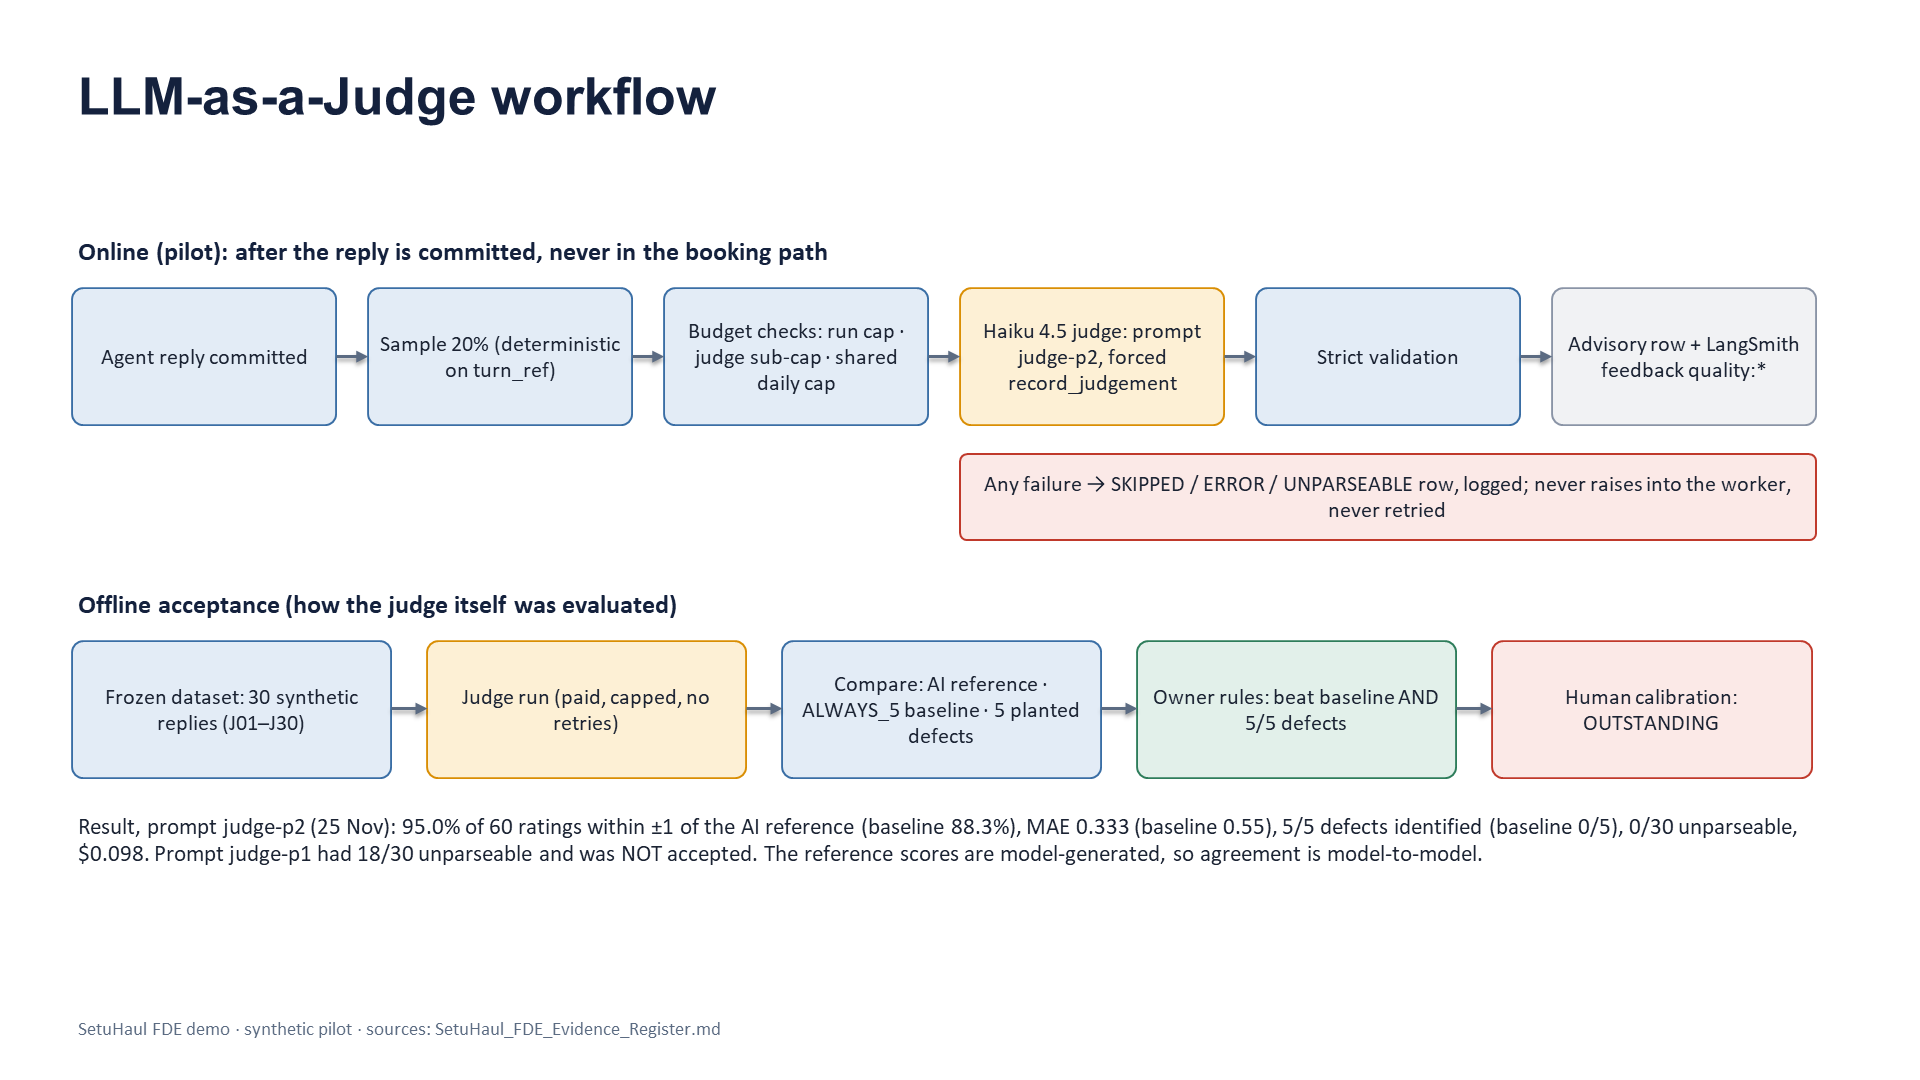 LLM-as-a-Judge workflow
Online (pilot): after the reply is committed, never in the booking path
Agent reply committed
Sample 20% (deterministic
on turn_ref)
Budget checks: run cap ·
judge sub-cap · shared
daily cap
Haiku 4.5 judge: prompt
judge-p2, forced
record_judgement
Strict validation
Advisory row + LangSmith
feedback quality:*
Any failure → SKIPPED / ERROR / UNPARSEABLE row, logged; never raises into the worker,
never retried
Offline acceptance (how the judge itself was evaluated)
Frozen dataset: 30 synthetic
replies (J01–J30)
Judge run (paid, capped, no
retries)
Compare: AI reference ·
ALWAYS_5 baseline · 5 planted
defects
Owner rules: beat baseline AND
5/5 defects
Human calibration:
OUTSTANDING
Result, prompt judge-p2 (25 Nov): 95.0% of 60 ratings within ±1 of the AI reference (baseline 88.3%), MAE 0.333 (baseline 0.55), 5/5 defects identified (baseline 0/5), 0/30 unparseable,
$0.098. Prompt judge-p1 had 18/30 unparseable and was NOT accepted. The reference scores are model-generated, so agreement is model-to-model.
SetuHaul FDE demo · synthetic pilot · sources: SetuHaul_FDE_Evidence_Register.md